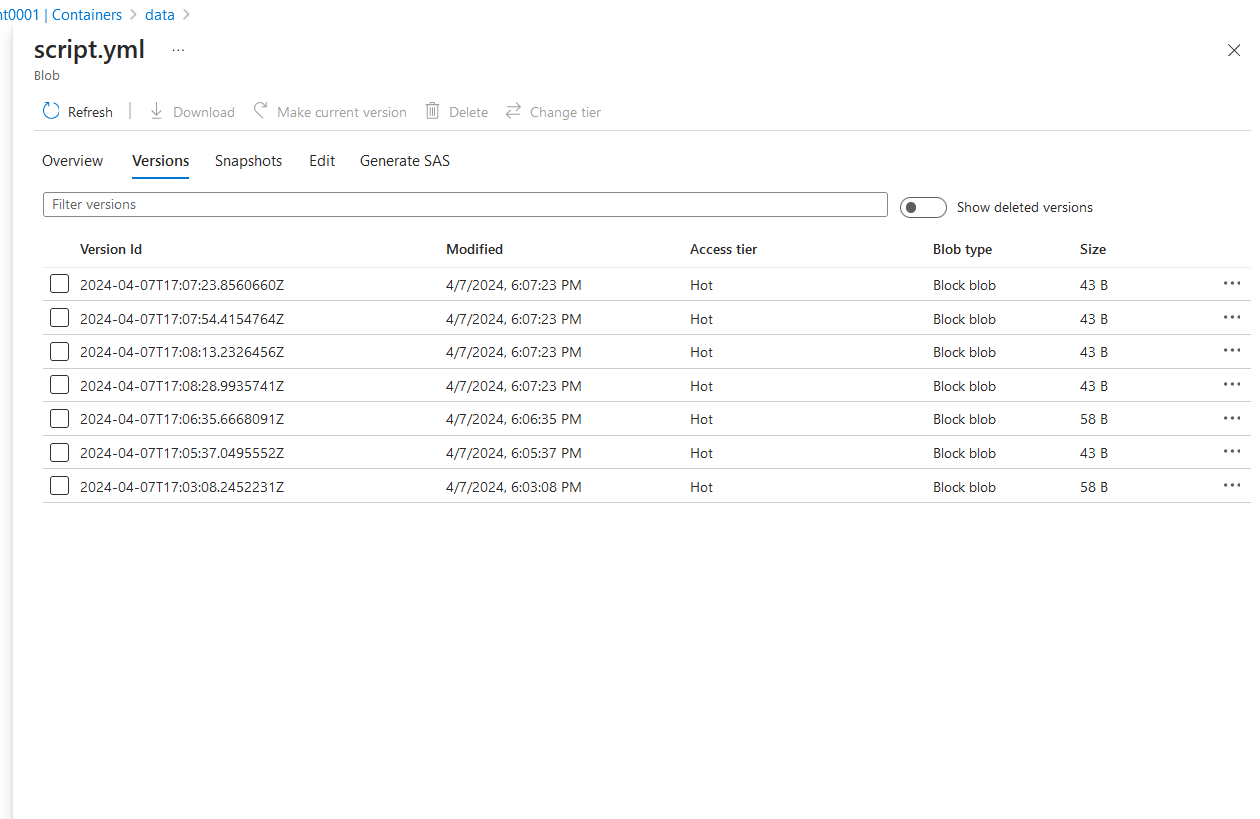 nt0001 | Containers > data >
script.yml ...
Blob
Refresh | Download Make current version Delete Change tier
Overview Versions Snapshots Edit Generate SAS
Filter versions Show deleted versions
Version Id Modified Access tier Blob type Size
2024-04-07T17:07:23.8560660Z 4/7/2024, 6:07:23 PM Hot Block blob 43 B ...
2024-04-07T17:07:54.4154764Z 4/7/2024, 6:07:23 PM Hot Block blob 43 B ...
2024-04-07T17:08:13.2326456Z 4/7/2024, 6:07:23 PM Hot Block blob 43 B ...
2024-04-07T17:08:28.9935741Z 4/7/2024, 6:07:23 PM Hot Block blob 43 B ...
2024-04-07T17:06:35.6668091Z 4/7/2024, 6:06:35 PM Hot Block blob 58 B ...
2024-04-07T17:05:37.0495552Z 4/7/2024, 6:05:37 PM Hot Block blob 43 B ...
2024-04-07T17:03:08.2452231Z 4/7/2024, 6:03:08 PM Hot Block blob 58 B ...